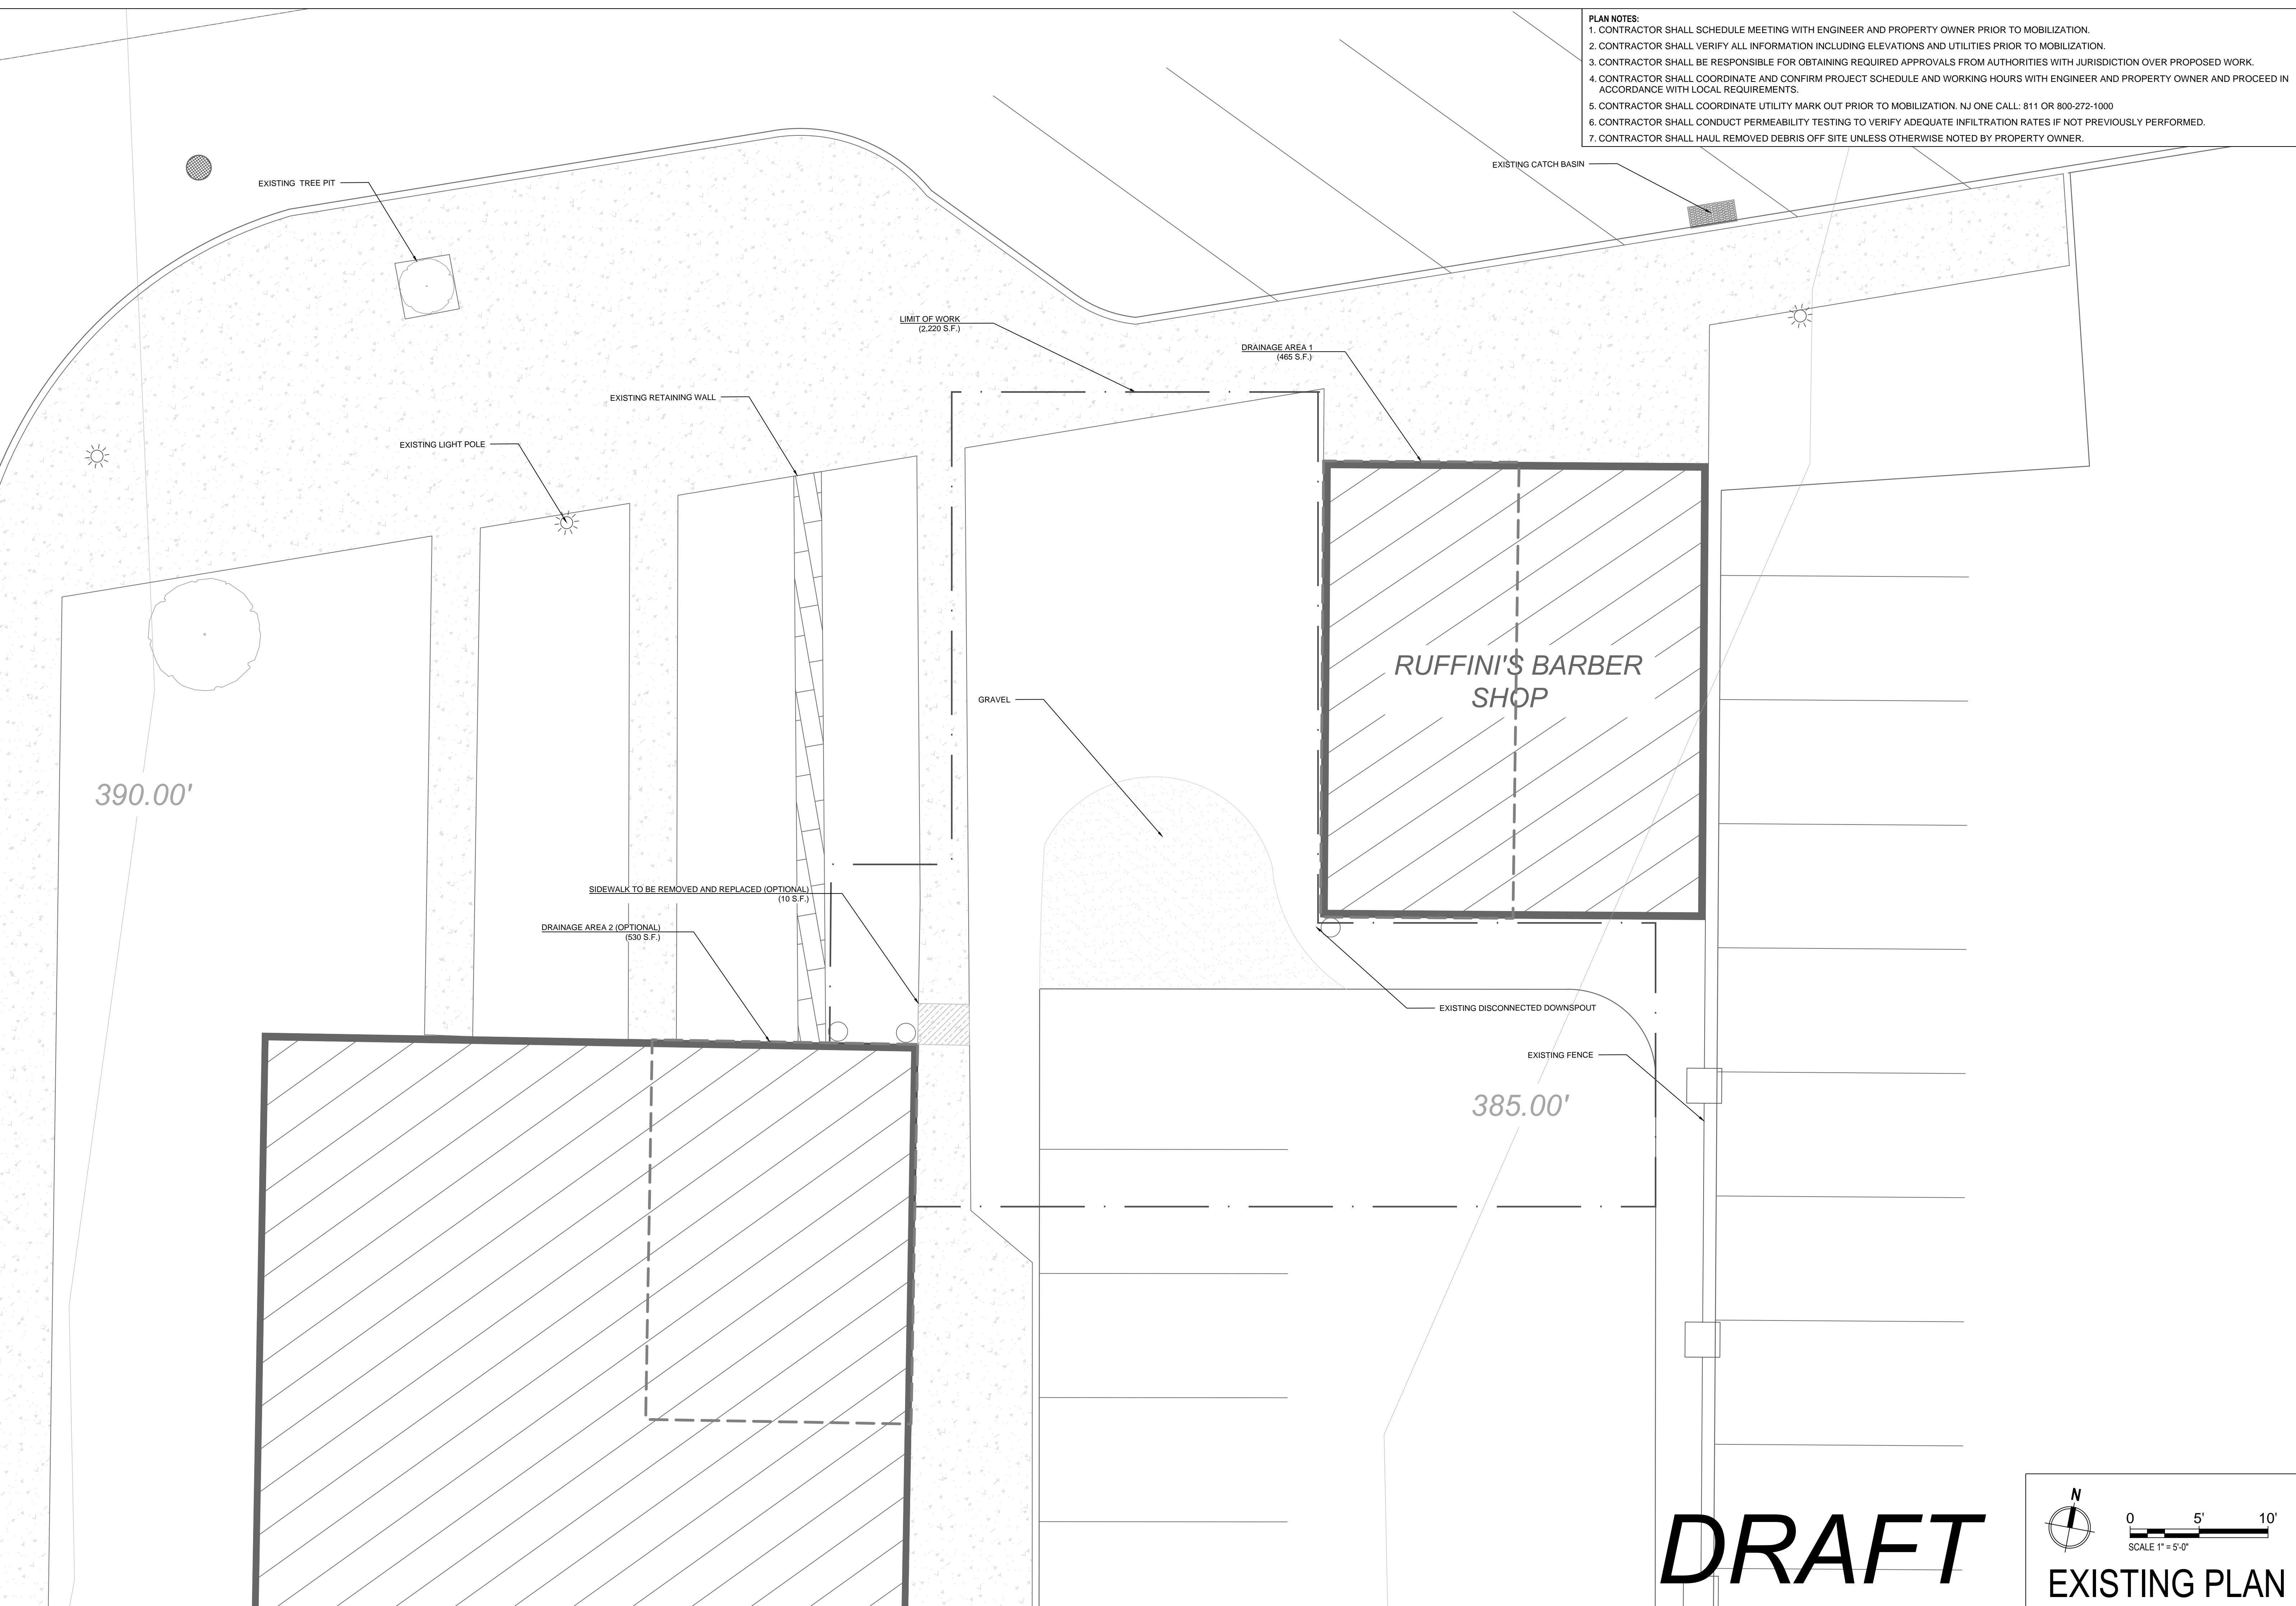 PLAN NOTES:
1. CONTRACTOR SHALL SCHEDULE MEETING WITH ENGINEER AND PROPERTY OWNER PRIOR TO MOBILIZATION.
2. CONTRACTOR SHALL VERIFY ALL INFORMATION INCLUDING ELEVATIONS AND UTILITIES PRIOR TO MOBILIZATION.
3. CONTRACTOR SHALL BE RESPONSIBLE FOR OBTAINING REQUIRED APPROVALS FROM AUTHORITIES WITH JURISDICTION OVER PROPOSED WORK.
4. CONTRACTOR SHALL COORDINATE AND CONFIRM PROJECT SCHEDULE AND WORKING HOURS WITH ENGINEER AND PROPERTY OWNER AND PROCEED IN
ACCORDANCE WITH LOCAL REQUIREMENTS.
5. CONTRACTOR SHALL COORDINATE UTILITY MARK OUT PRIOR TO MOBILIZATION. NJ ONE CALL: 811 OR 800-272-1000
6. CONTRACTOR SHALL CONDUCT PERMEABILITY TESTING TO VERIFY ADEQUATE INFILTRATION RATES IF NOT PREVIOUSLY PERFORMED.
7. CONTRACTOR SHALL HAUL REMOVED DEBRIS OFF SITE UNLESS OTHERWISE NOTED BY PROPERTY OWNER.
EXISTING CATCH BASIN
EXISTING TREE PIT
LIMIT OF WORK
(2,220 S.F.)
DRAINAGE AREA 1
(465 S.F.)
EXISTING RETAINING WALL
EXISTING LIGHT POLE
RUFFINI'S BARBER
SHOP
GRAVEL
390.00'
SIDEWALK TO BE REMOVED AND REPLACED (OPTIONAL)
(10 S.F.)
DRAINAGE AREA 2 (OPTIONAL)
(530 S.F.)
EXISTING DISCONNECTED DOWNSPOUT
EXISTING FENCE
385.00'
DRAFT
N
0 5' 10'
SCALE 1" = 5'-0"
EXISTING PLAN